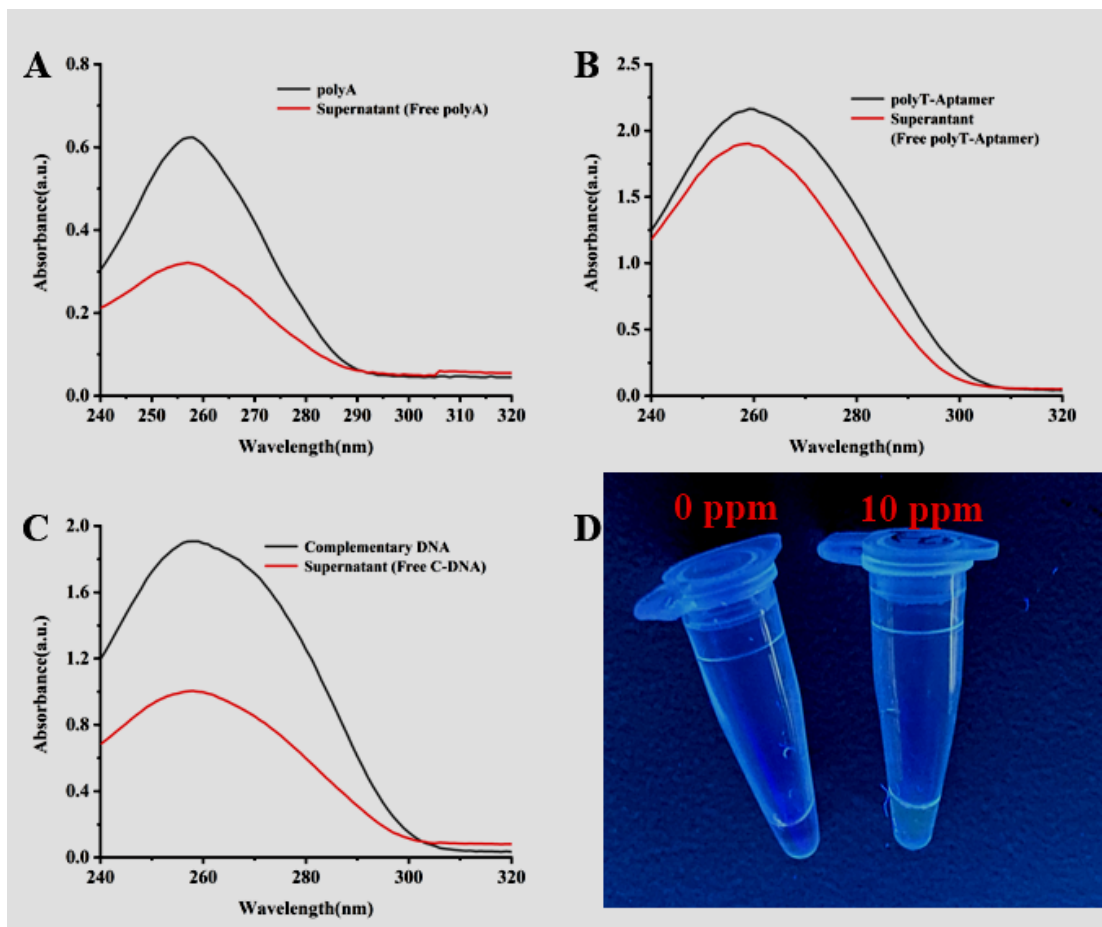 A
0.8
0.6
0.4
0.2
0.0
polyA
Supernatant (Free polyA)
240 250 260 270 280 290 300 310 320
Wavelength(nm)
Absorbance(a.u.)
B
2.5
2.0
1.5
1.0
0.5
0.0
polyT-Aptamer
Superantant
(Free polyT-Aptamer)
240 260 280 300 320
Wavelength(nm)
Absorbance(a.u.)
C
2.0
1.6
1.2
0.8
0.4
0.0
Complementary DNA
Supernatant (Free C-DNA)
240 260 280 300 320
Wavelength(nm)
Absorbance(a.u.)
D
0 ppm 10 ppm